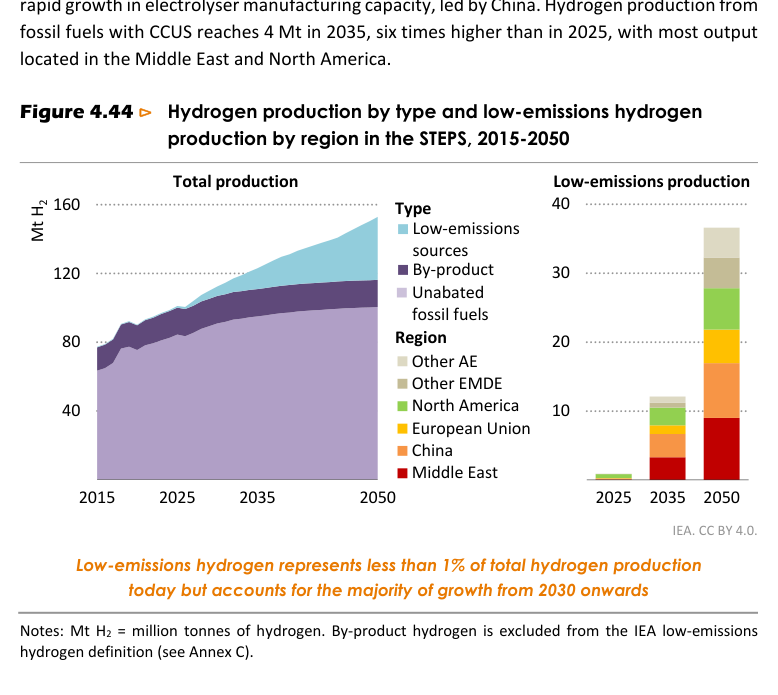 rapid growth in electrolyser manufacturing capacity, led by China. Hydrogen production from
fossil fuels with CCUS reaches 4 Mt in 2035, six times higher than in 2025, with most output
located in the Middle East and North America.
Figure 4.44 ⊳ Hydrogen production by type and low-emissions hydrogen
production by region in the STEPS, 2015-2050
Total production
Mt H₂
160
120
80
40
2015 2025 2035 2050
Type
Low-emissions
sources
By-product
Unabated
fossil fuels
Region
Other AE
Other EMDE
North America
European Union
China
Middle East
Low-emissions production
40
30
20
10
2025 2035 2050
IEA. CC BY 4.0.
Low-emissions hydrogen represents less than 1% of total hydrogen production
today but accounts for the majority of growth from 2030 onwards
Notes: Mt H₂ = million tonnes of hydrogen. By-product hydrogen is excluded from the IEA low-emissions
hydrogen definition (see Annex C).